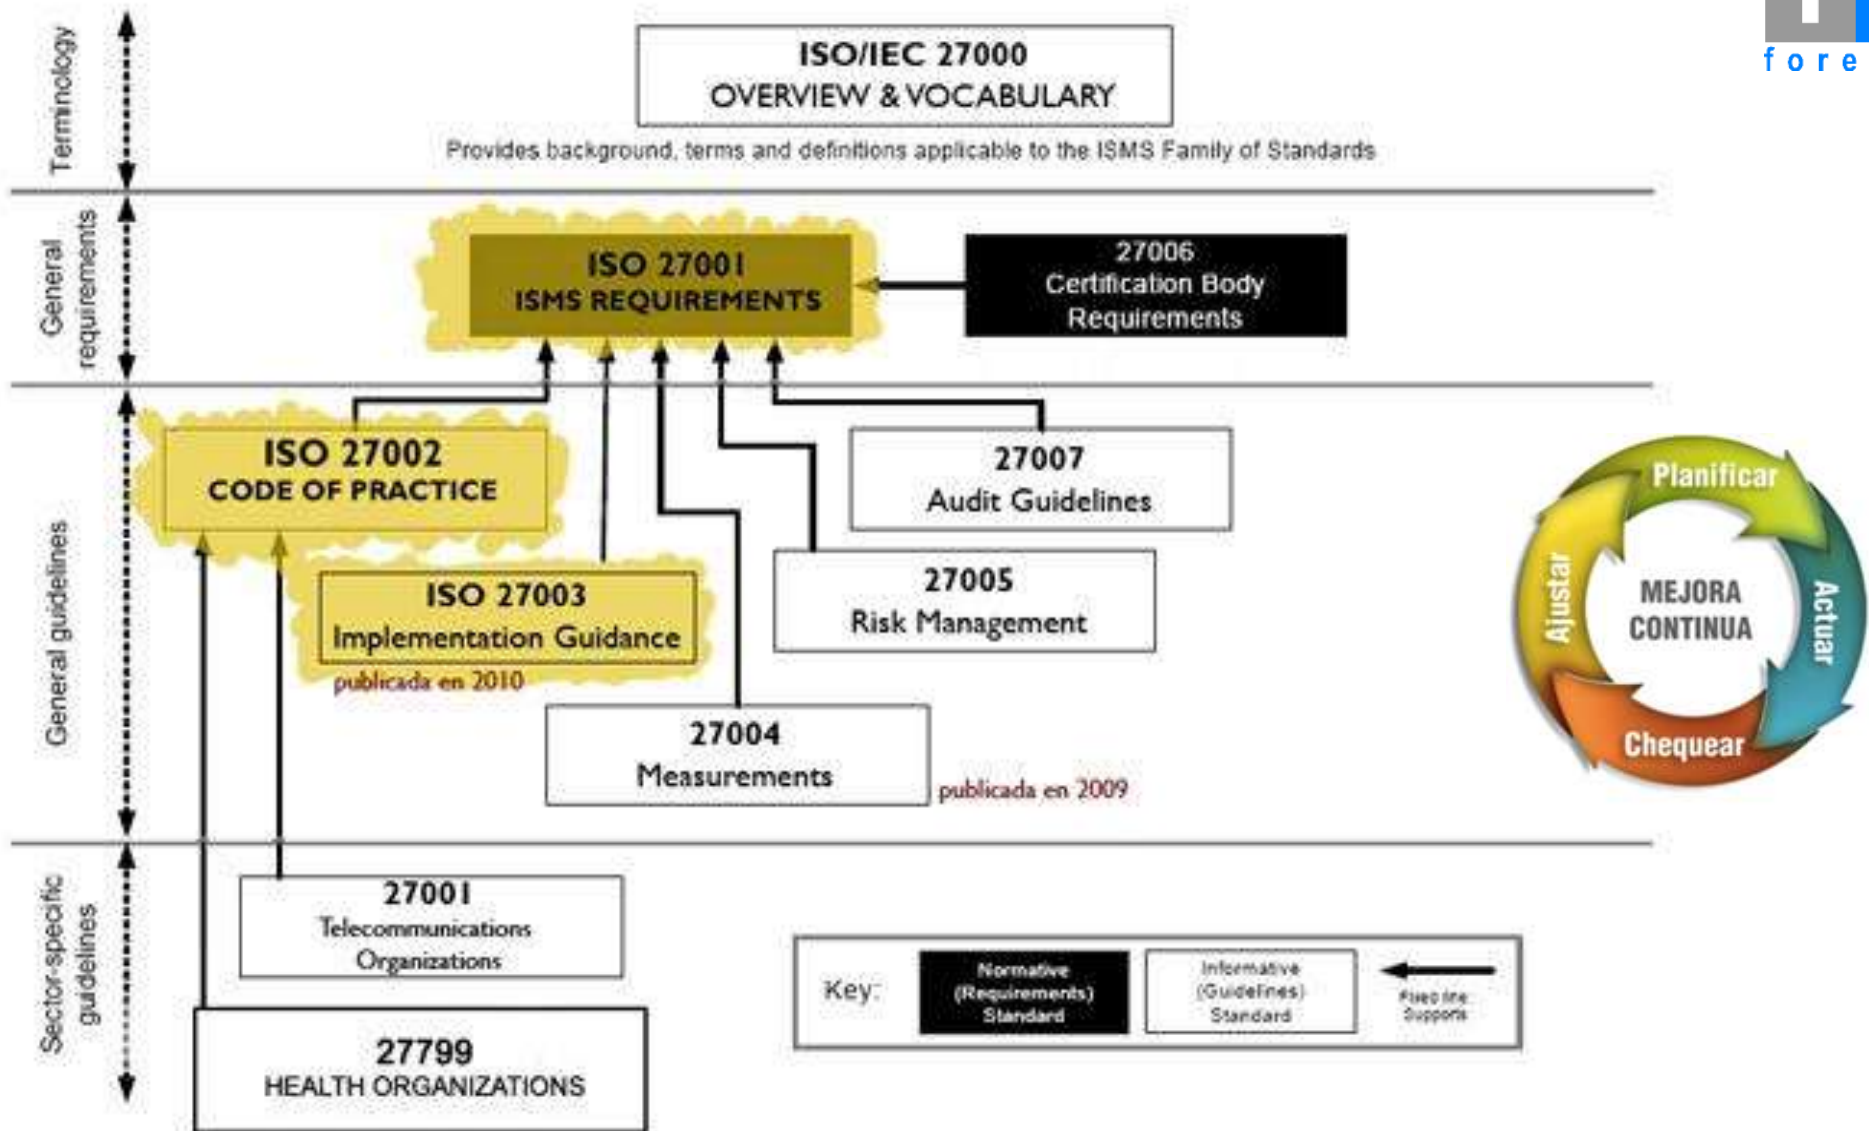 fore
Terminology
ISO/IEC 27000
OVERVIEW & VOCABULARY
Provides background, terms and definitions applicable to the ISMS Family of Standards
General
requirements
ISO 27001
ISMS REQUIREMENTS
27006
Certification Body
Requirements
General guidelines
ISO 27002
CODE OF PRACTICE
27007
Audit Guidelines
ISO 27003
Implementation Guidance
publicada en 2010
27005
Risk Management
27004
Measurements
publicada en 2009
Planificar
Actuar
Chequear
Ajustar
MEJORA
CONTINUA
Sector-specific
guidelines
27001
Telecommunications
Organizations
27799
HEALTH ORGANIZATIONS
Key:
Normative
(Requirements)
Standard
Informative
(Guidelines)
Standard
line:
Supports